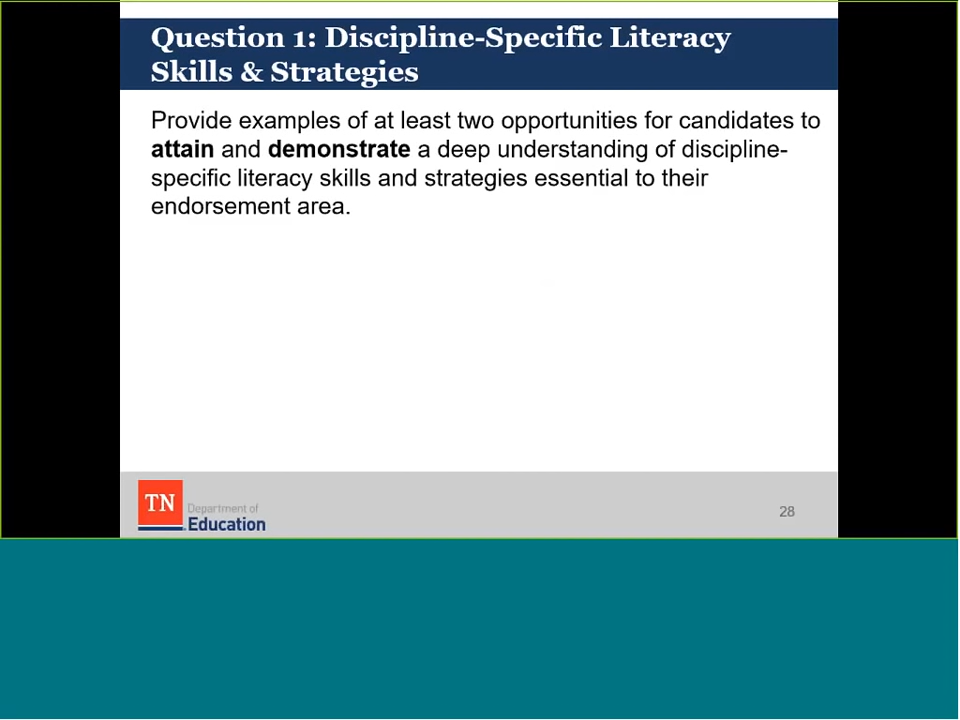 Question 1: Discipline-Specific Literacy
Skills & Strategies
Provide examples of at least two opportunities for candidates to
attain and demonstrate a deep understanding of discipline-
specific literacy skills and strategies essential to their
endorsement area.
TN
Department of
Education
28